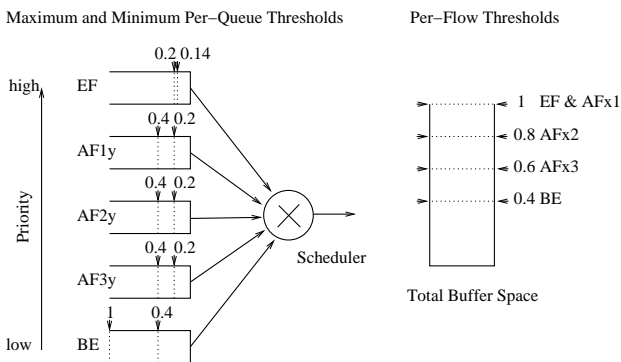 Maximum and Minimum Per-Queue Thresholds
Per-Flow Thresholds
0.2 0.14
high
EF
0.4 0.2
AF1y
0.4 0.2
AF2y
0.4 0.2
AF3y
1 0.4
low
BE
Priority
Scheduler
1 EF & AFx1
0.8 AFx2
0.6 AFx3
0.4 BE
Total Buffer Space